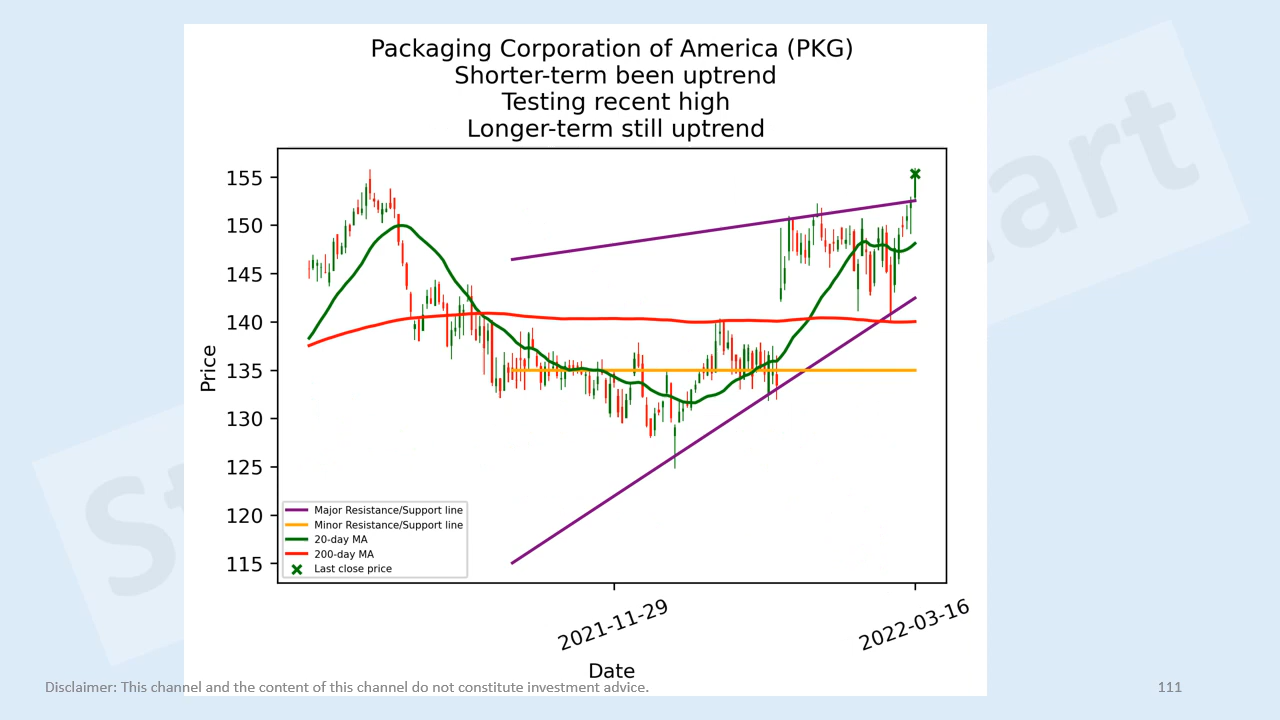 Packaging Corporation of America (PKG)
Shorter-term been uptrend
Testing recent high
Longer-term still uptrend
155
150
145
140
135
130
125
120
115
Price
Major Resistance/Support line
Minor Resistance/Support line
20-day MA
200-day MA
Last close price
2021-11-29
2022-03-16
Date
Disclaimer: This channel and the content of this channel do not constitute investment advice.
111